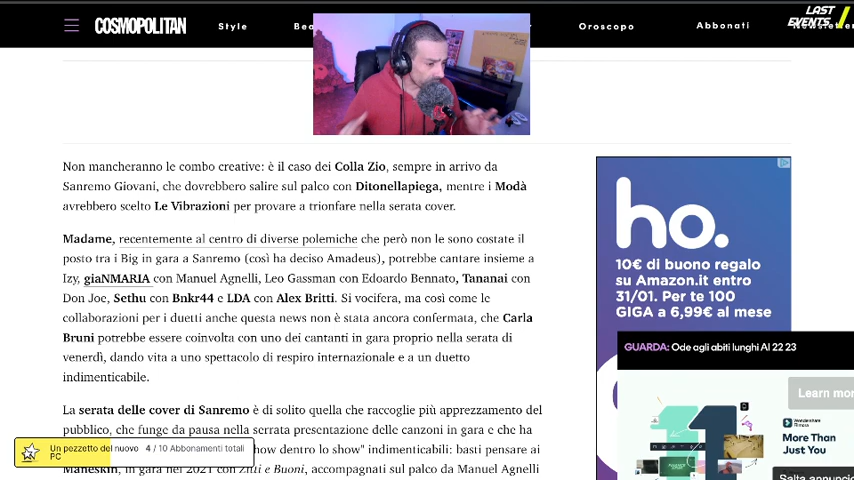 COSMOPOLITAN Style Bea Oroscopo Abbonati
LAST EVENTS
Non mancheranno le combo creative: è il caso dei Colla Zio, sempre in arrivo da
Sanremo Giovani, che dovrebbero salire sul palco con Ditonellapiega, mentre i Modà
avrebbero scelto Le Vibrazioni per provare a trionfare nella serata cover.
Madame, recentemente al centro di diverse polemiche che però non le sono costate il
posto tra i Big in gara a Sanremo (così ha deciso Amadeus), potrebbe cantare insieme a
Izy, giaNMARIA con Manuel Agnelli, Leo Gassman con Edoardo Bennato, Tananai con
Don Joe, Sethu con Bnkr44 e LDA con Alex Britti. Si vocifera, ma così come le
collaborazioni per i duetti anche questa news non è stata ancora confermata, che Carla
Bruni potrebbe essere coinvolta con uno dei cantanti in gara proprio nella serata di
venerdì, dando vita a uno spettacolo di respiro internazionale e a un duetto
indimenticabile.
La serata delle cover di Sanremo è di solito quella che raccoglie più apprezzamento del
pubblico, che funge da pausa nella serrata presentazione delle canzoni in gara e che ha
how dentro lo show" indimenticabili: basti pensare ai
Maneskin, in gara nel 2021 con Zitti e Buoni, accompagnati sul palco da Manuel Agnelli
Un pezzetto del nuovo PC
4 / 10 Abbonamenti totali
ho.
10€ di buono regalo
su Amazon.it entro
31/01. Per te 100
GIGA a 6,99€ al mese
GUARDA: Ode agli abiti lunghi AI 22 23
Learn mor
11
Wondershare
Filmora
More Than
Just You
Salta annuncio